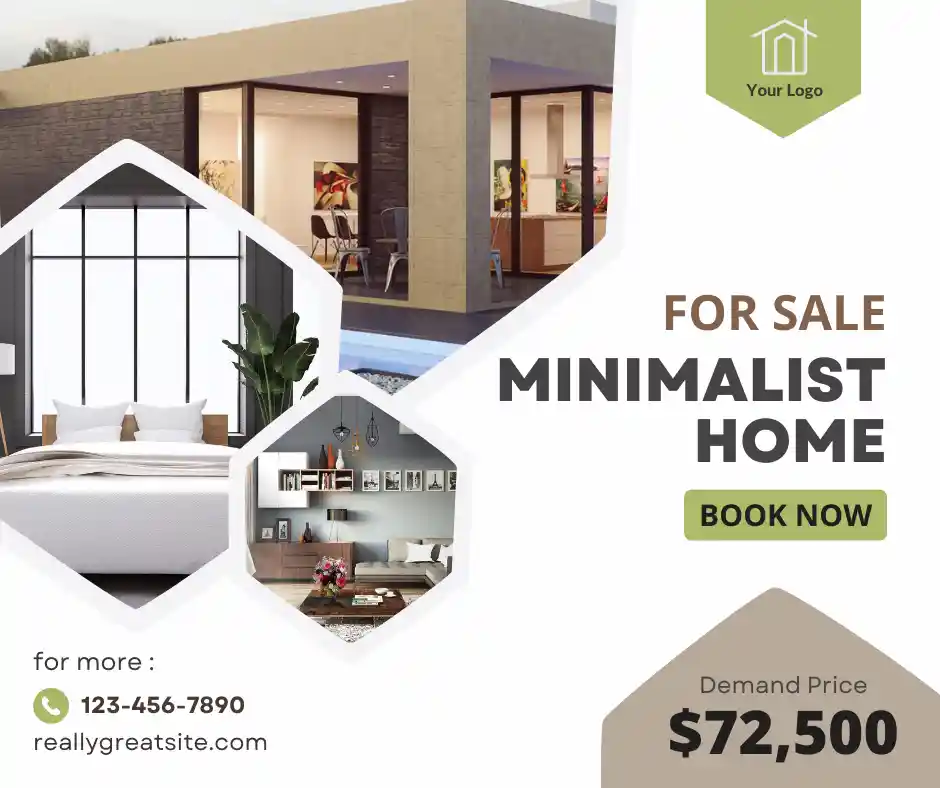 Your Logo
FOR SALE
MINIMALIST
HOME
BOOK NOW
for more :
123-456-7890
reallygreatsite.com
Demand Price
$72,500